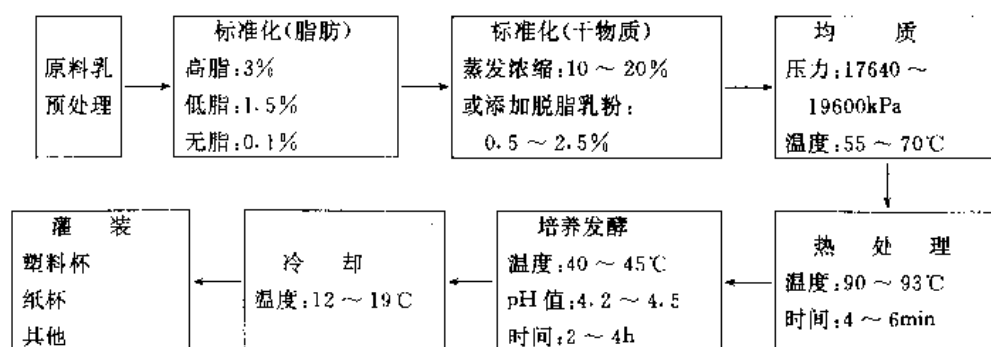 原料乳
预处理
标准化(脂肪)
高脂:3%
低脂:1.5%
无脂:0.1%
标准化(干物质)
蒸发浓缩:10～20%
或添加脱脂乳粉:
0.5～2.5%
均 质
压力:17640～
19600kPa
温度:55～70℃
热 处 理
温度:90～93℃
时间:4～6min
培养发酵
温度:40～45℃
pH值:4.2～4.5
时间:2～4h
冷 却
温度:12～19℃
灌 装
塑料杯
纸杯
其他